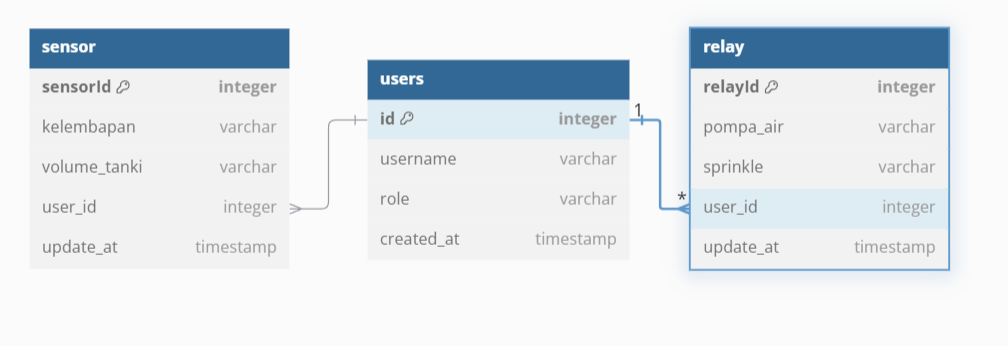 sensor
sensorId integer
kelembapan varchar
volume_tanki varchar
user_id integer
update_at timestamp
users
id integer
username varchar
role varchar
created_at timestamp
1
*
relay
relayId integer
pompa_air varchar
sprinkle varchar
user_id integer
update_at timestamp